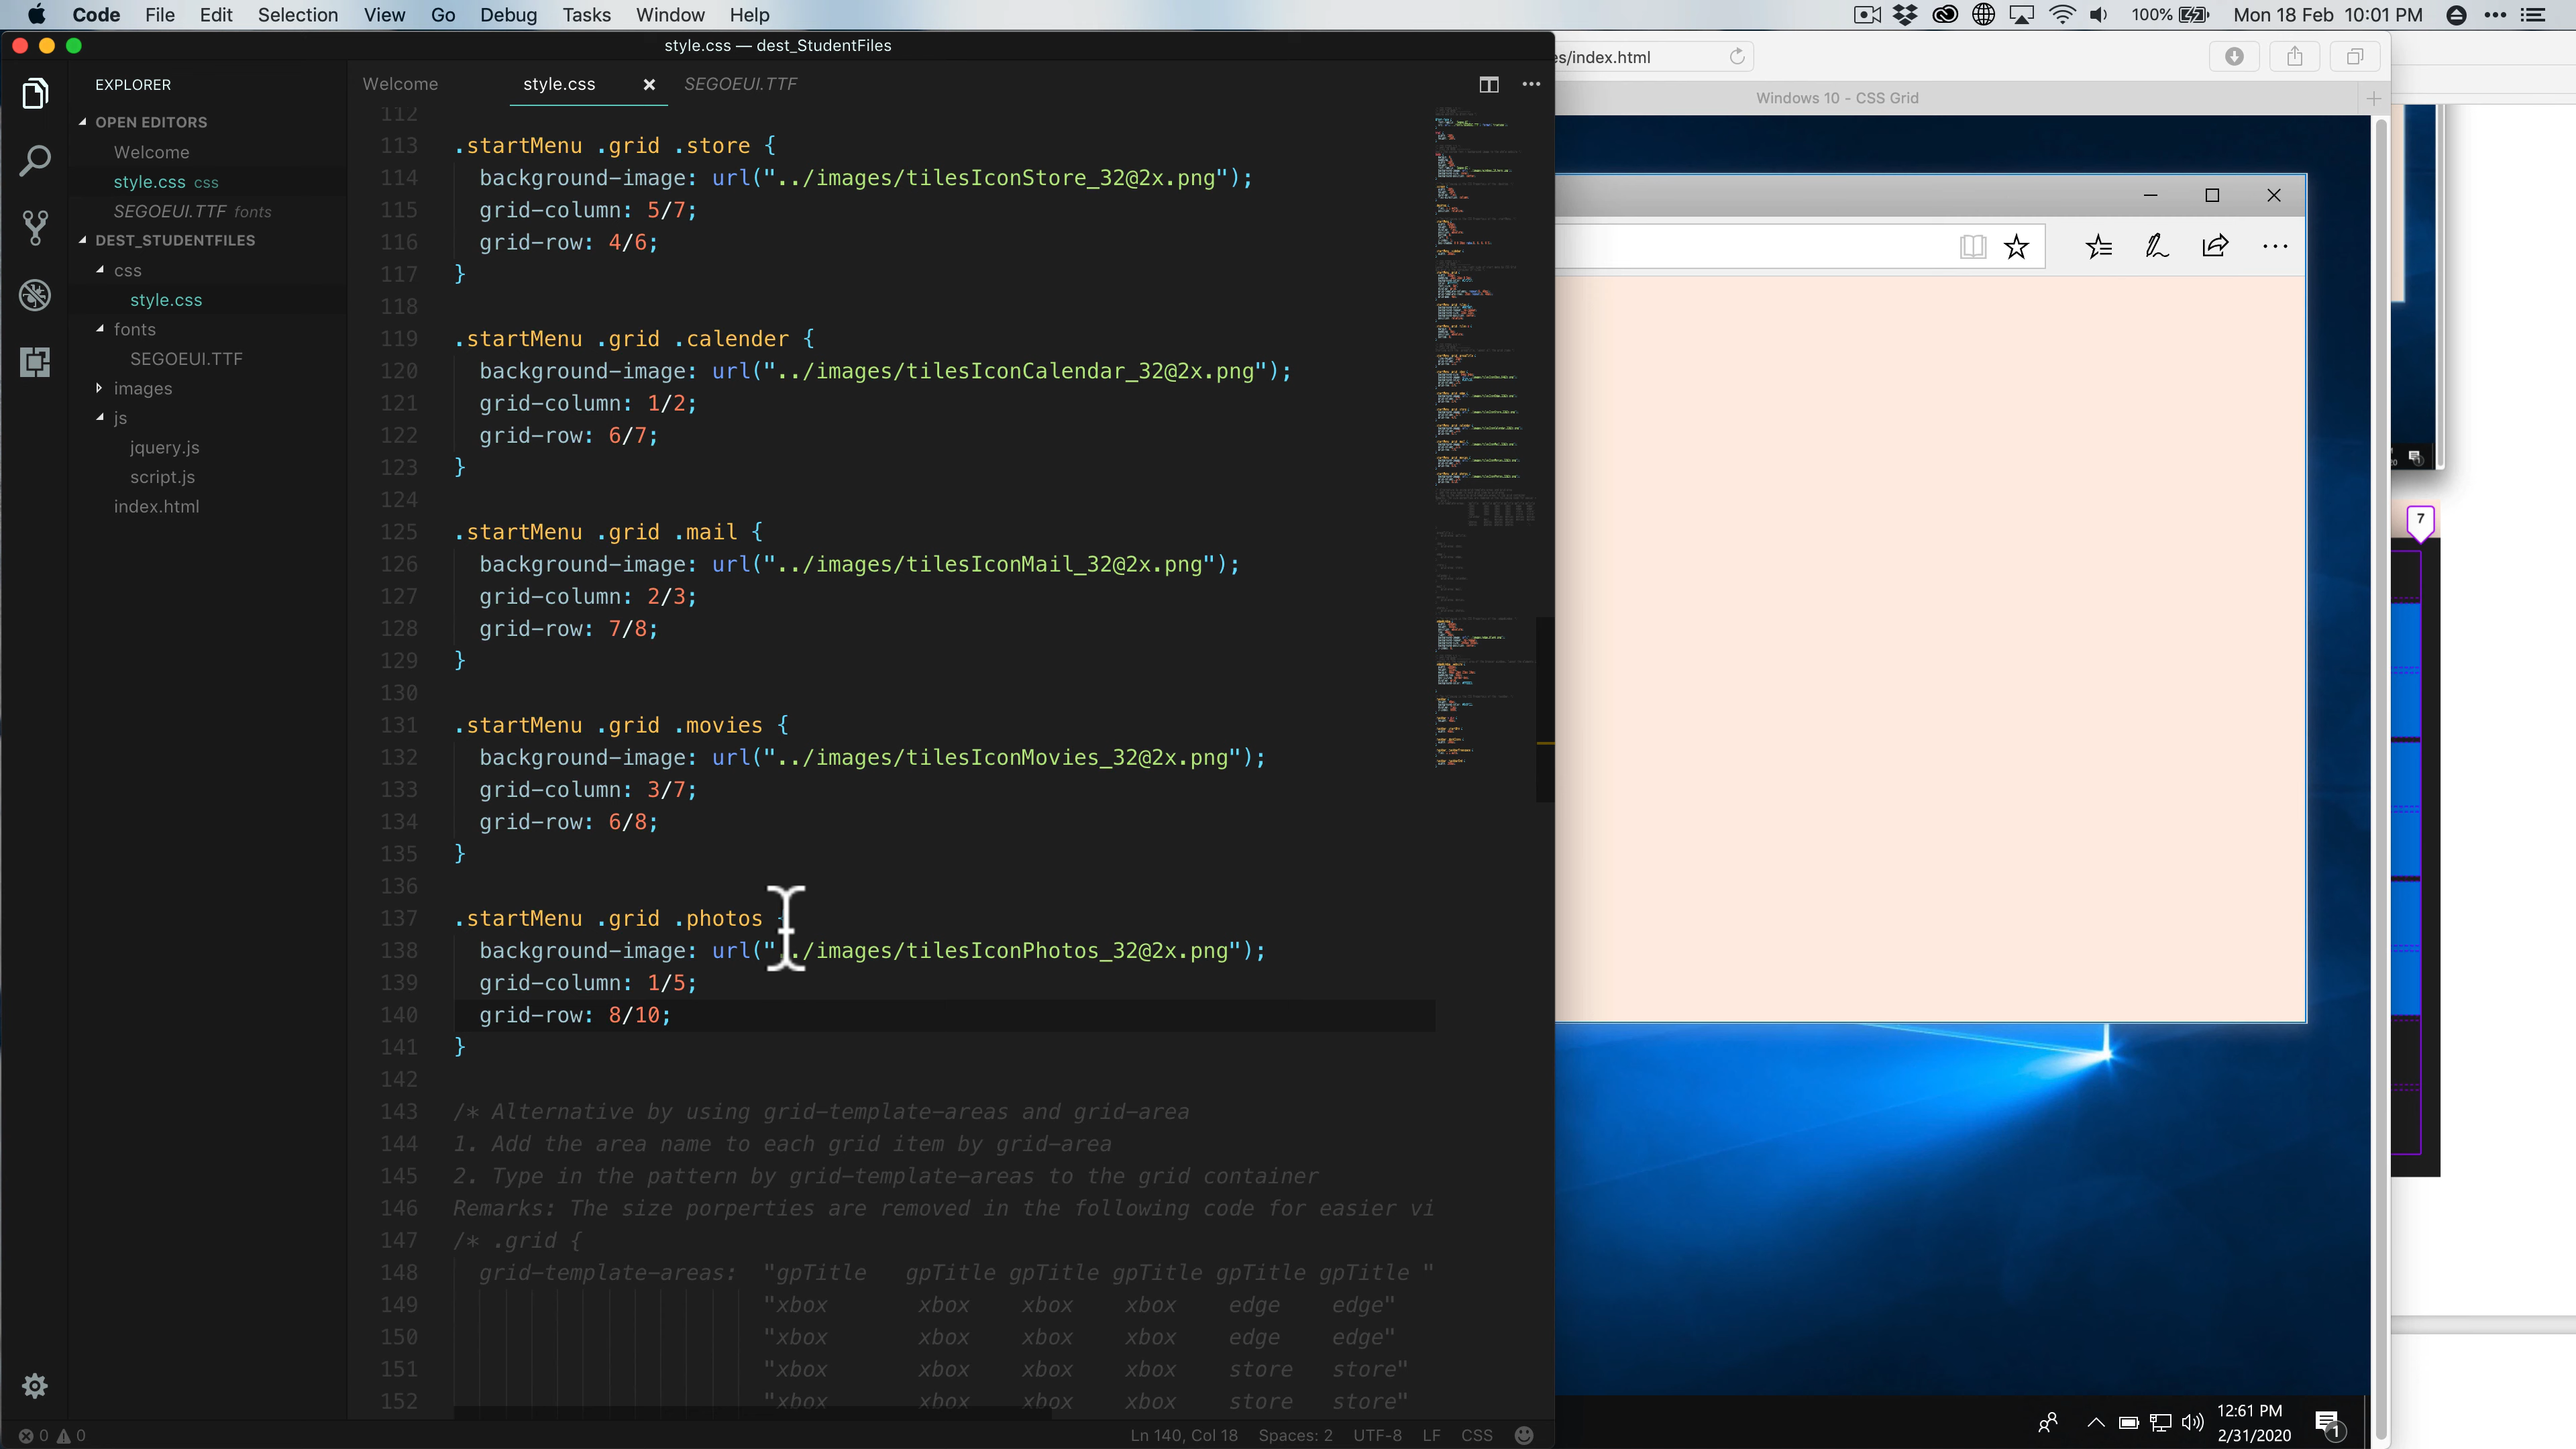 Code File Edit Selection View Go Debug Tasks Window Help
100% Mon 18 Feb 10:01 PM
style.css — dest_StudentFiles
es/index.html
Windows 10 - CSS Grid
EXPLORER
OPEN EDITORS
Welcome
style.css css
SEGOEUI.TTF fonts
DEST_STUDENTFILES
css
style.css
fonts
SEGOEUI.TTF
images
js
jquery.js
script.js
index.html
Welcome style.css SEGOEUI.TTF
112
113 .startMenu .grid .store {
114 background-image: url("../images/tilesIconStore_32@2x.png");
115 grid-column: 5/7;
116 grid-row: 4/6;
117 }
118
119 .startMenu .grid .calender {
120 background-image: url("../images/tilesIconCalendar_32@2x.png");
121 grid-column: 1/2;
122 grid-row: 6/7;
123 }
124
125 .startMenu .grid .mail {
126 background-image: url("../images/tilesIconMail_32@2x.png");
127 grid-column: 2/3;
128 grid-row: 7/8;
129 }
130
131 .startMenu .grid .movies {
132 background-image: url("../images/tilesIconMovies_32@2x.png");
133 grid-column: 3/7;
134 grid-row: 6/8;
135 }
136
137 .startMenu .grid .photos {
138 background-image: url("../images/tilesIconPhotos_32@2x.png");
139 grid-column: 1/5;
140 grid-row: 8/10;
141 }
142
143 /* Alternative by using grid-template-areas and grid-area
144 1. Add the area name to each grid item by grid-area
145 2. Type in the pattern by grid-template-areas to the grid container
146 Remarks: The size porperties are removed in the following code for easier vi
147 /* .grid {
148 grid-template-areas: "gpTitle gpTitle gpTitle gpTitle gpTitle gpTitle "
149 "xbox xbox xbox xbox edge edge"
150 "xbox xbox xbox xbox edge edge"
151 "xbox xbox xbox xbox store store"
152 "xbox xbox xbox xbox store store"
0 0
Ln 140, Col 18 Spaces: 2 UTF-8 LF CSS
7
12:61 PM
2/31/2020
1